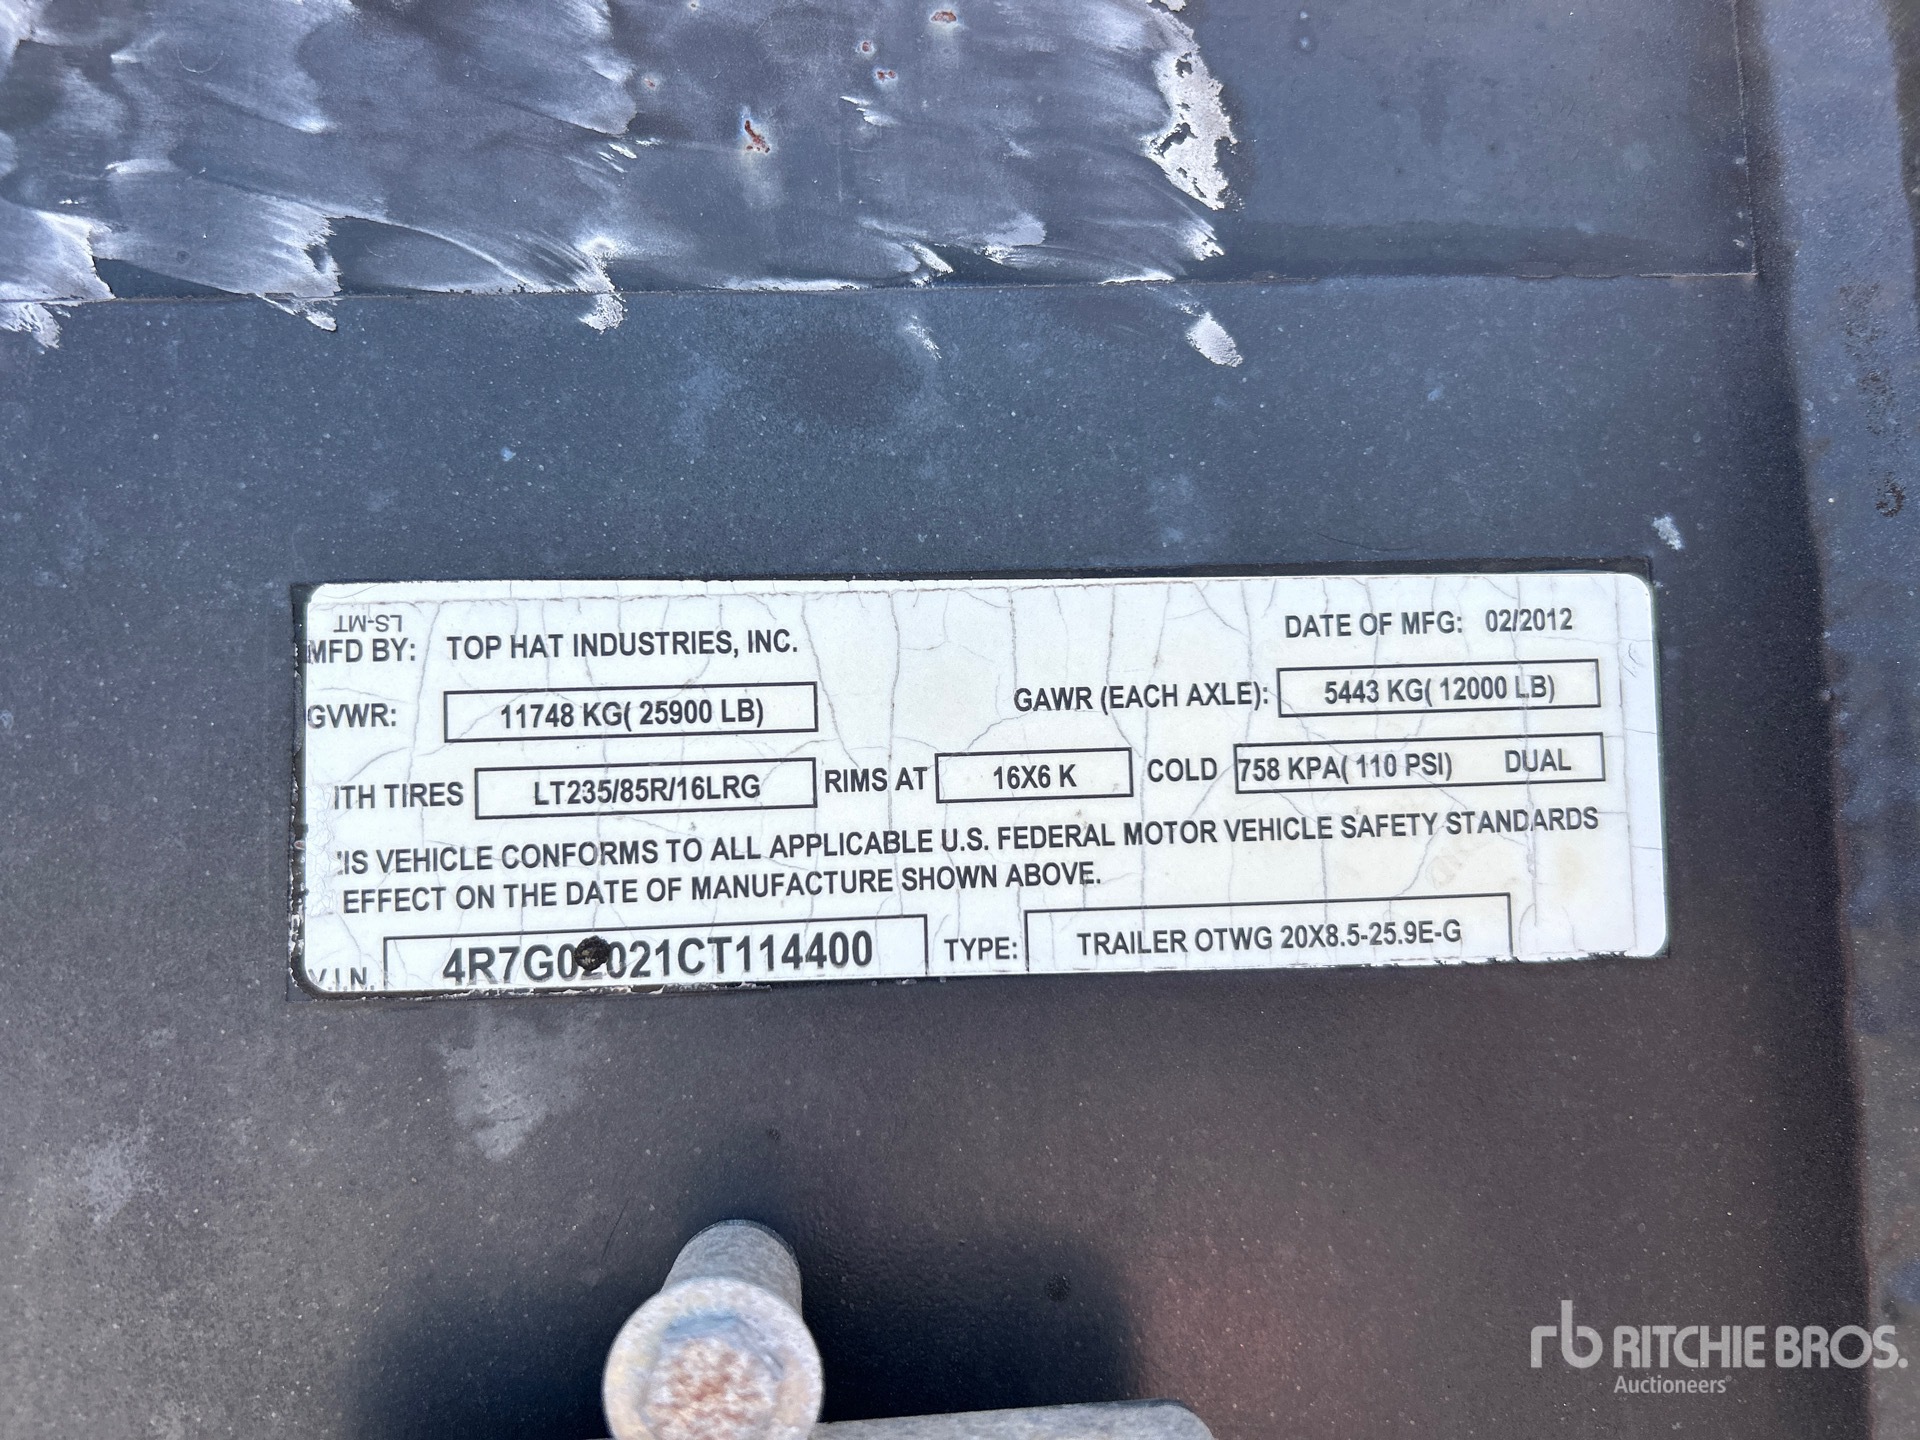 LS-MT
MFD BY: TOP HAT INDUSTRIES, INC. DATE OF MFG: 02/2012
GVWR: 11748 KG( 25900 LB) GAWR (EACH AXLE): 5443 KG( 12000 LB)
ITH TIRES LT235/85R/16LRG RIMS AT 16X6 K COLD 758 KPA( 110 PSI) DUAL
IS VEHICLE CONFORMS TO ALL APPLICABLE U.S. FEDERAL MOTOR VEHICLE SAFETY STANDARDS
EFFECT ON THE DATE OF MANUFACTURE SHOWN ABOVE.
V.I.N. TYPE: TRAILER OTWG 20X8.5-25.9E-G
rb RITCHIE BROS.
Auctioneers